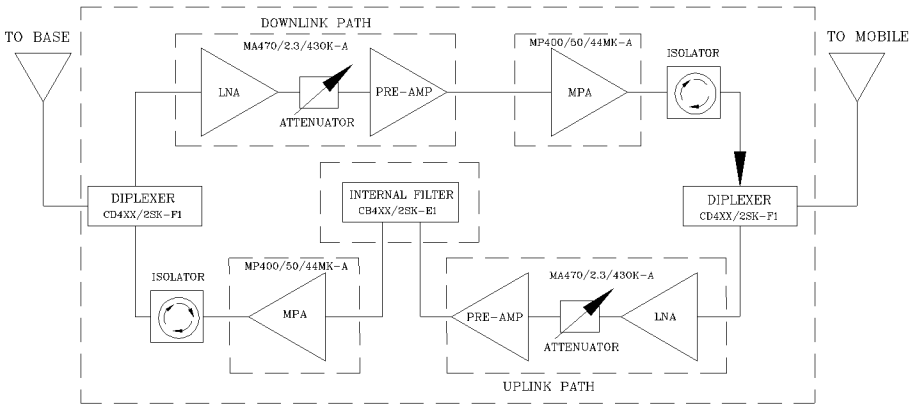 DOWNLINK PATH
TO BASE
MA470/2.3/430K-A
MP400/50/44MK-A
TO MOBILE
ISOLATOR
LNA
PRE-AMP
MPA
ATTENUATOR
DIPLEXER
CD4XX/2SK-F1
INTERNAL FILTER
CB4XX/2SK-E1
DIPLEXER
CD4XX/2SK-F1
ISOLATOR
MP400/50/44MK-A
MA470/2.3/430K-A
MPA
PRE-AMP
LNA
ATTENUATOR
UPLINK PATH